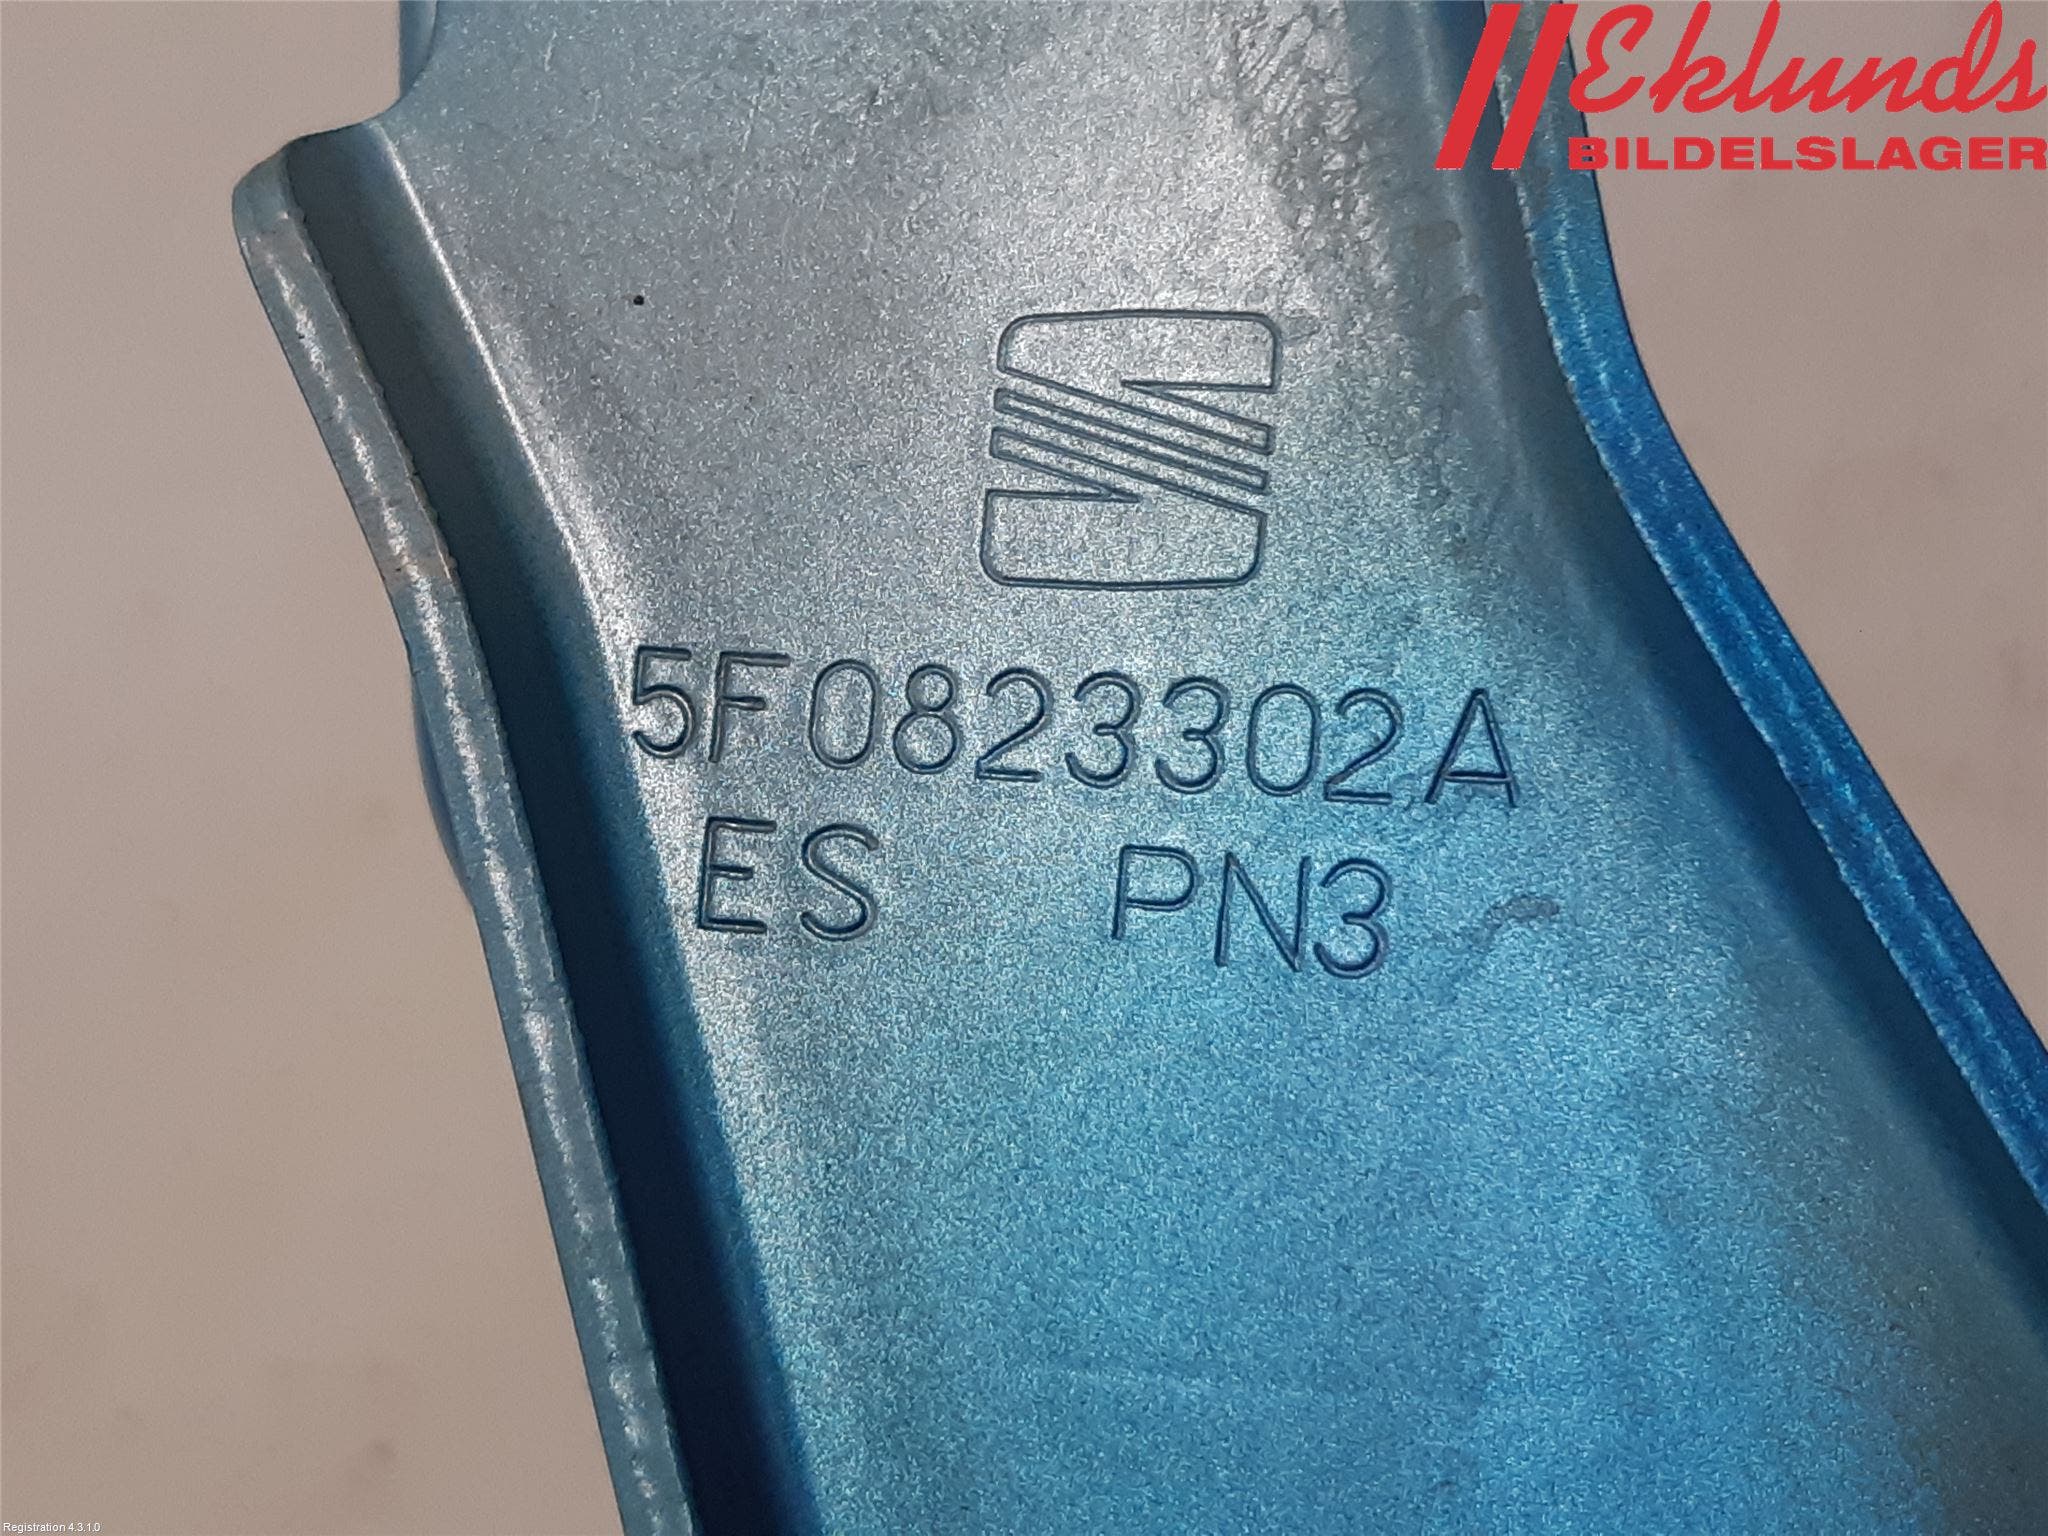 Eklunds
BILDELSLAGER
5F0823302A
ES PN3
Registration 4.3.1.0